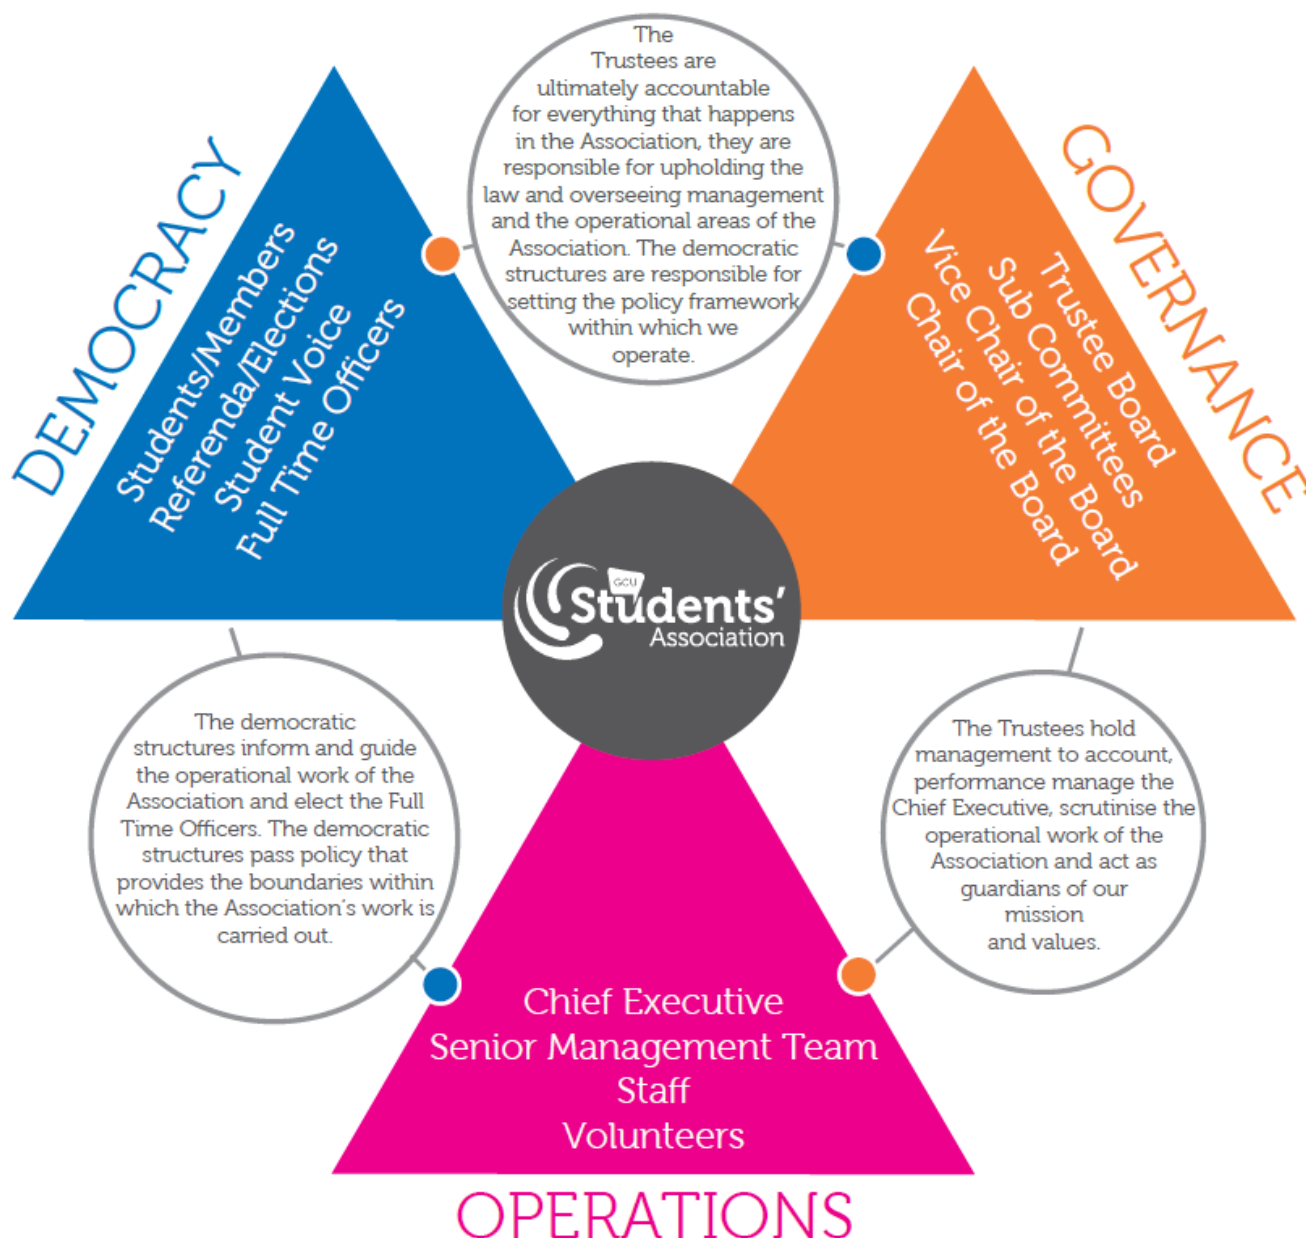 The
Trustees are
ultimately accountable
for everything that happens
in the Association, they are
responsible for upholding the
law and overseeing management
and the operational areas of the
Association. The democratic
structures are responsible for
setting the policy framework
within which we
operate.
DEMOCRACY
Students/Members
Referenda/Elections
Student Voice
Full Time Officers
GOVERNANCE
Trustee Board
Sub Committees
Vice Chair of the Board
Chair of the Board
GCU
Students'
Association
The democratic
structures inform and guide
the operational work of the
Association and elect the Full
Time Officers. The democratic
structures pass policy that
provides the boundaries within
which the Association's work is
carried out.
The Trustees hold
management to account,
performance manage the
Chief Executive, scrutinise the
operational work of the
Association and act as
guardians of our
mission
and values.
Chief Executive
Senior Management Team
Staff
Volunteers
OPERATIONS